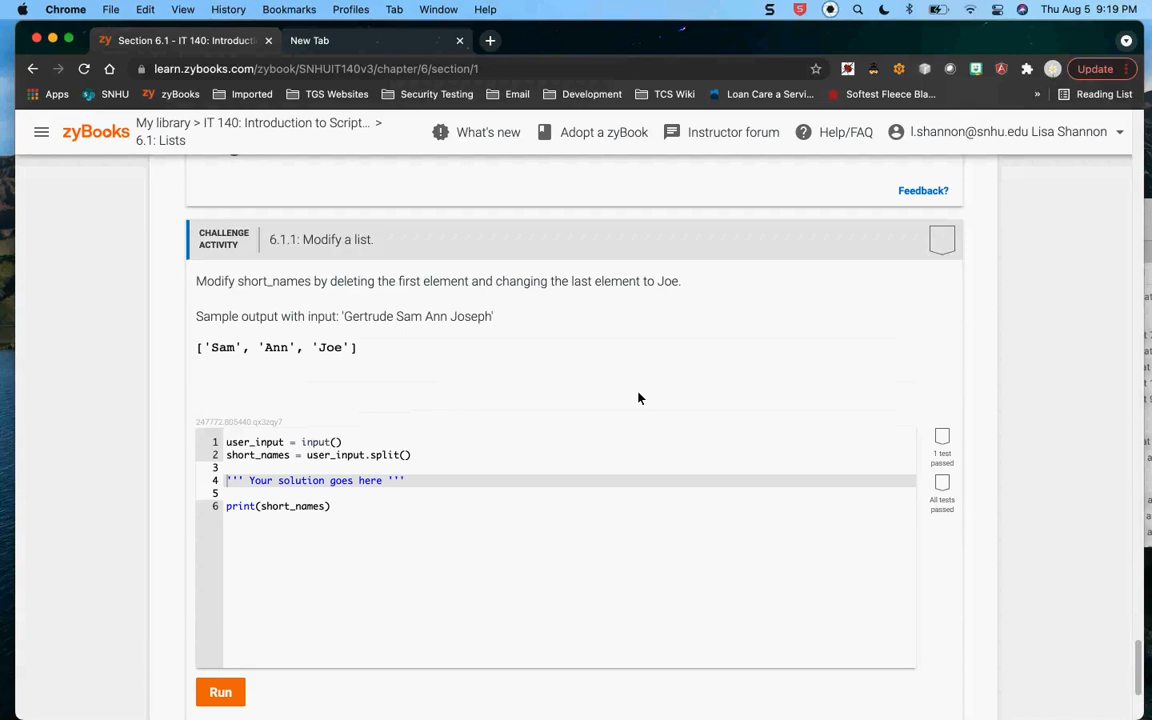 Chrome File Edit View History Bookmarks Profiles Tab Window Help Thu Aug 5 9:19 PM
Section 6.1 - IT 140: Introducti New Tab
learn.zybooks.com/zybook/SNHUIT140v3/chapter/6/section/1 Update
Apps SNHU zyBooks Imported TGS Websites Security Testing Email Development TCS Wiki Loan Care a Servi... Softest Fleece Bla... » Reading List
zyBooks My library > IT 140: Introduction to Script... > What's new Adopt a zyBook Instructor forum Help/FAQ l.shannon@snhu.edu Lisa Shannon
6.1: Lists
Feedback?
CHALLENGE ACTIVITY 6.1.1: Modify a list.
Modify short_names by deleting the first element and changing the last element to Joe.
Sample output with input: 'Gertrude Sam Ann Joseph'
['Sam', 'Ann', 'Joe']
247772.805440.qx3zqy7
1 user_input = input()
2 short_names = user_input.split()
3
4 ''' Your solution goes here '''
5
6 print(short_names)
1 test passed
All tests passed
Run